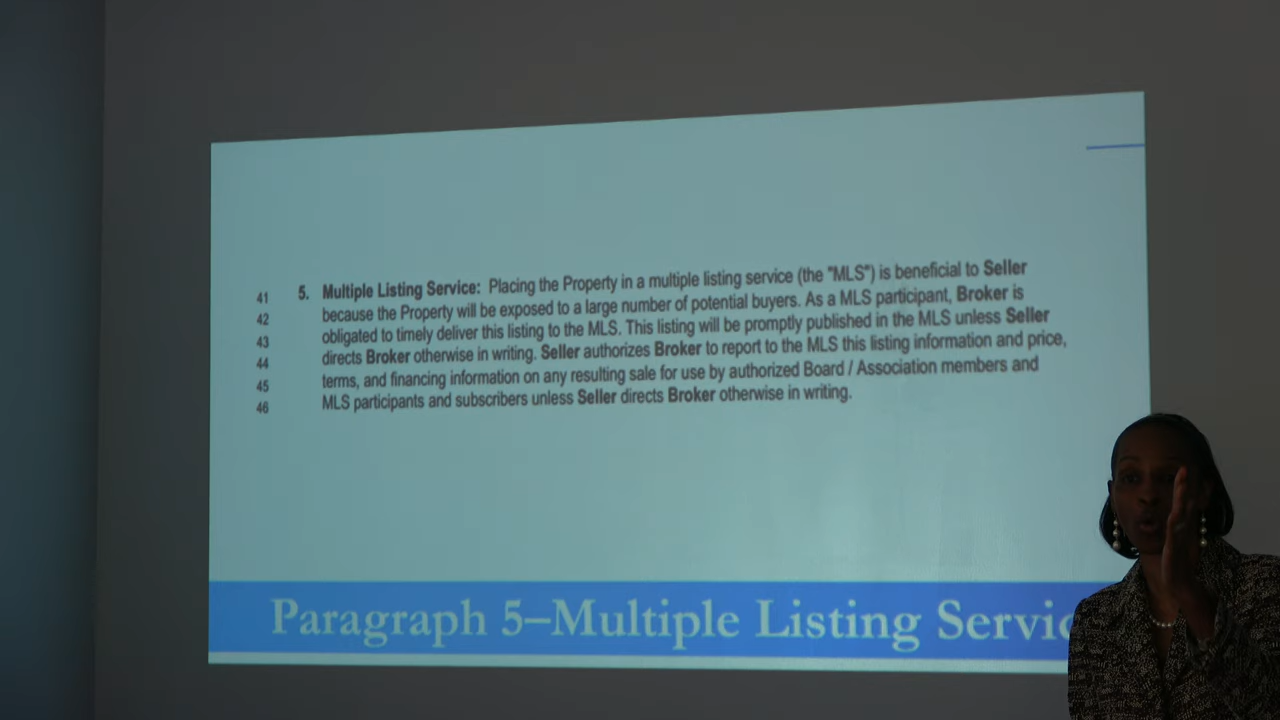 41 5. Multiple Listing Service: Placing the Property in a multiple listing service (the "MLS") is beneficial to Seller
42 because the Property will be exposed to a large number of potential buyers. As a MLS participant, Broker is
43 obligated to timely deliver this listing to the MLS. This listing will be promptly published in the MLS unless Seller
44 directs Broker otherwise in writing. Seller authorizes Broker to report to the MLS this listing information and price,
45 terms, and financing information on any resulting sale for use by authorized Board / Association members and
46 MLS participants and subscribers unless Seller directs Broker otherwise in writing.
Paragraph 5–Multiple Listing Servic